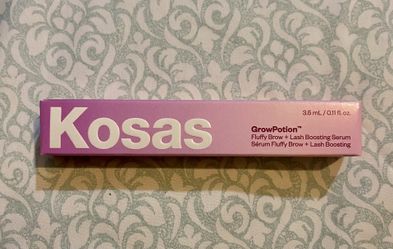 Kosas
3.5 mL / 0.11 fl. oz.
GrowPotion™
Fluffy Brow + Lash Boosting Serum
Sérum Fluffy Brow + Lash Boosting